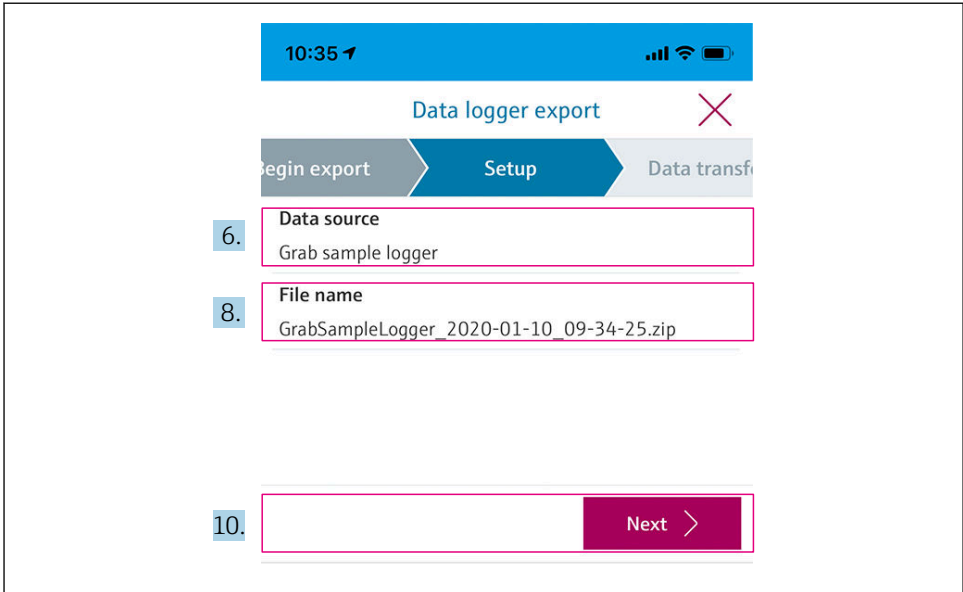 10:35
Data logger export
Begin export
Setup
Data transf
6.
Data source
Grab sample logger
8.
File name
GrabSampleLogger_2020-01-10_09-34-25.zip
10.
Next